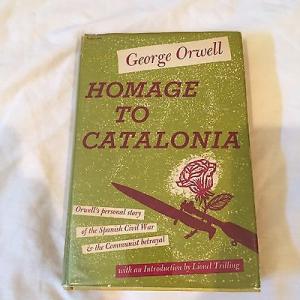 George Orwell
HOMAGE
TO
CATALONIA
Orwell's personal story
of the Spanish Civil War
& the Communist betrayal
with an Introduction by Lionel Trilling